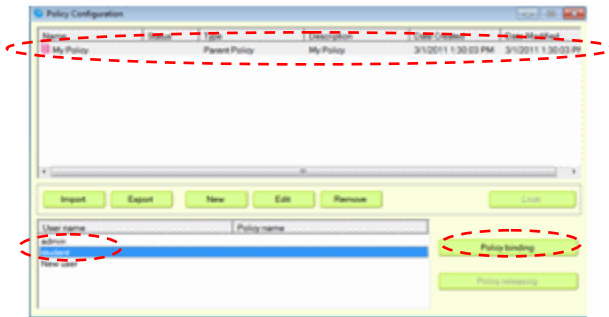 Policy Configuration
Name Status Type Description Date Created Date Modified
My Policy Parent Policy My Policy 3/1/2011 1:30:03 PM 3/1/2011 1:30:03 PM
Import Export New Edit Remove Lock
User name Policy name
admin
student
New user
Policy binding
Policy releasing